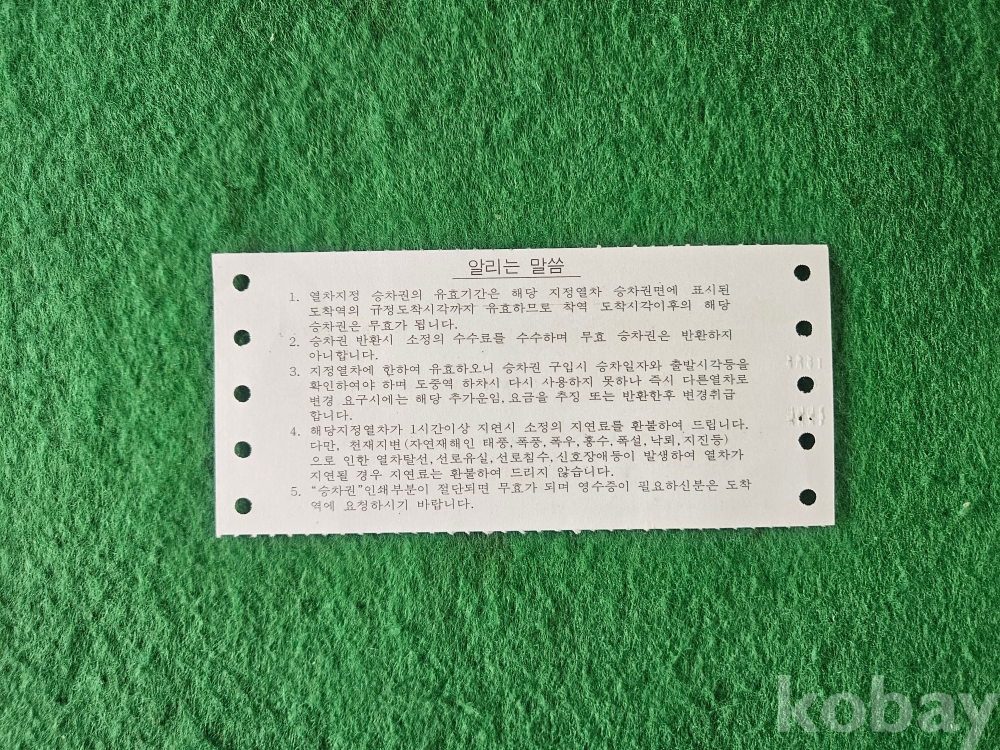 알리는 말씀
1. 열차지정 승차권의 유효기간은 해당 지정열차 승차권면에 표시된
도착역의 규정도착시각까지 유효하므로 착역 도착시각이후의 해당
승차권은 무효가 됩니다.
2. 승차권 반환시 소정의 수수료를 수수하며 무효 승차권은 반환하지
아니합니다.
3. 지정열차에 한하여 유효하오니 승차권 구입시 승차일자와 출발시각등을
확인하여야 하며 도중역 하차시 다시 사용하지 못하나 즉시 다른열차로
변경 요구시에는 해당 추가운임, 요금을 추징 또는 반환한후 변경취급
합니다.
4. 해당지정열차가 1시간이상 지연시 소정의 지연료를 환불하여 드립니다.
다만, 천재지변(자연재해인 태풍, 폭풍, 폭우, 홍수, 폭설, 낙뢰, 지진등)
으로 인한 열차탈선, 선로유실, 선로침수, 신호장애등이 발생하여 열차가
지연될 경우 지연료는 환불하여 드리지 않습니다.
5. "승차권"인쇄부분이 절단되면 무효가 되며 영수증이 필요하신분은 도착
역에 요청하시기 바랍니다.
kobay